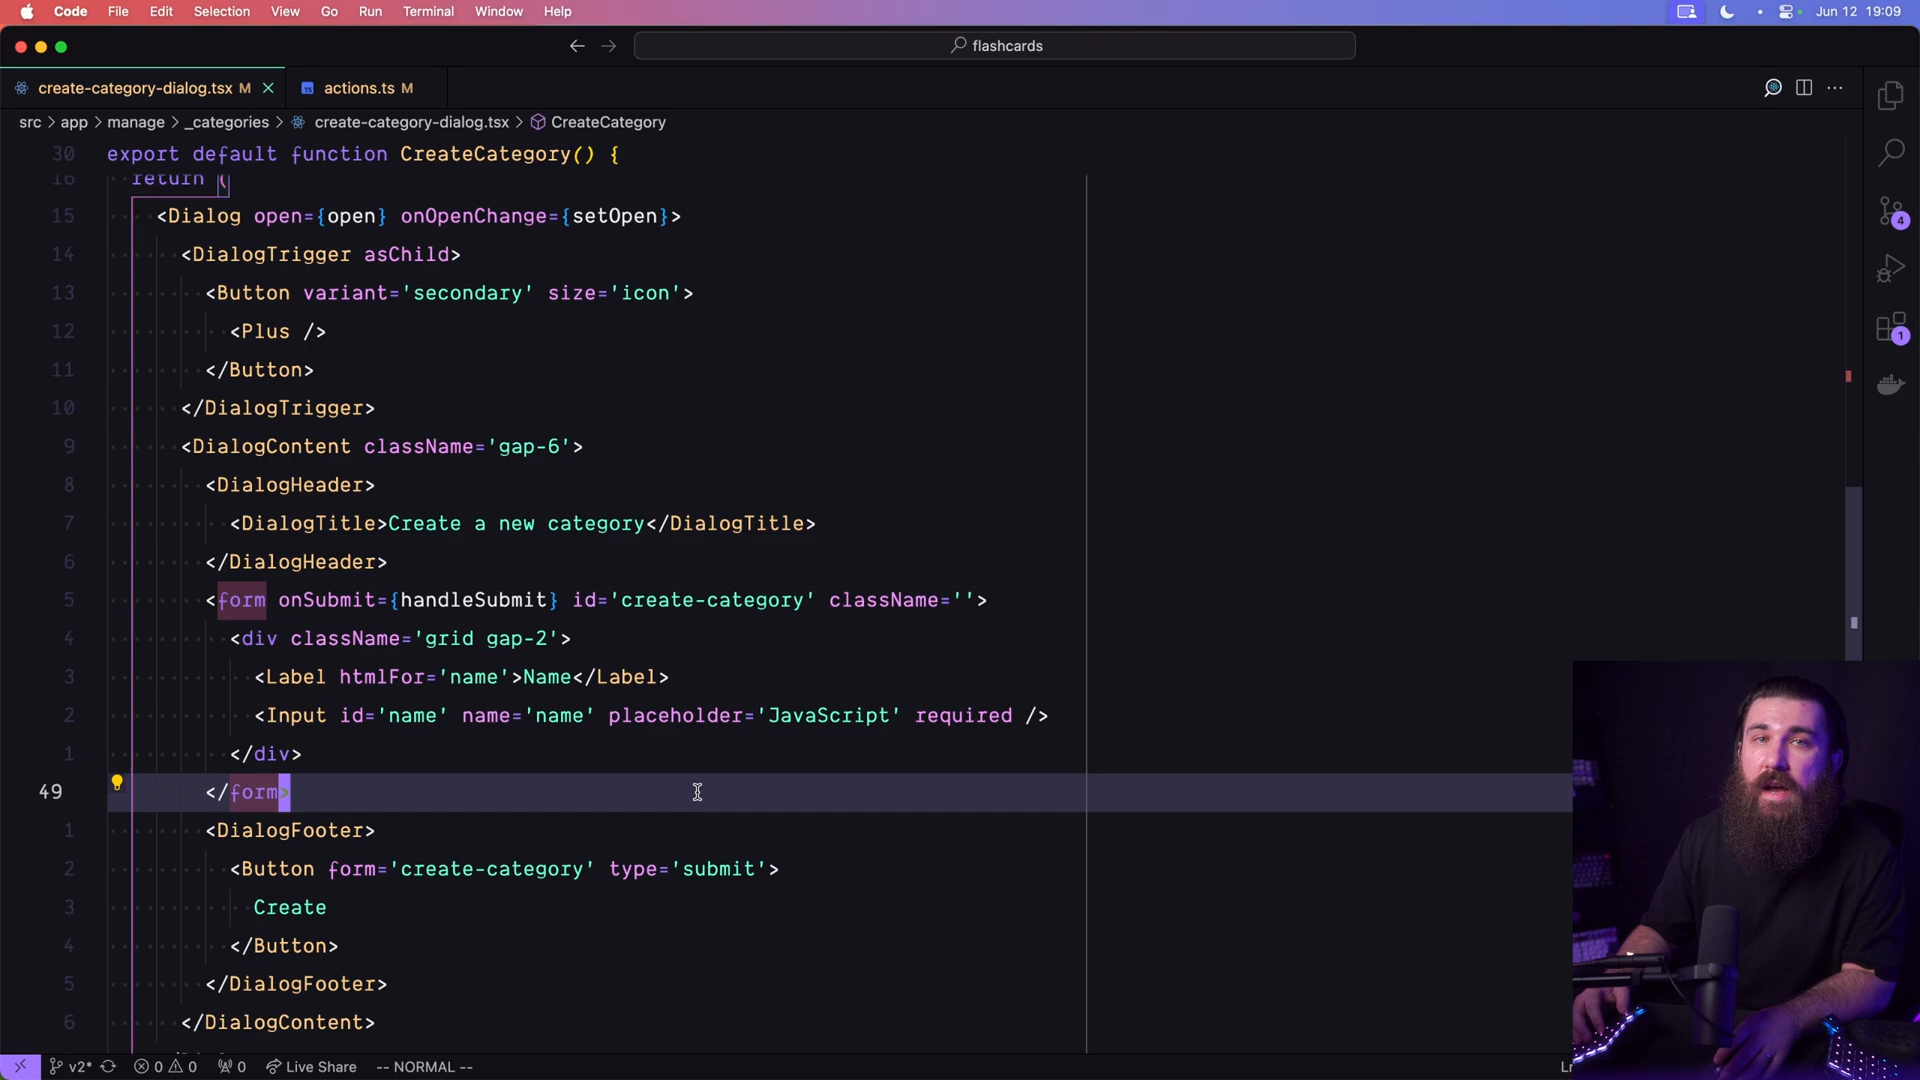 Code File Edit Selection View Go Run Terminal Window Help Jun 12 19:09
flashcards
create-category-dialog.tsx M actions.ts M
src > app > manage > _categories > create-category-dialog.tsx > CreateCategory
30 export default function CreateCategory() {
16 return (
15 <Dialog open={open} onOpenChange={setOpen}>
14 <DialogTrigger asChild>
13 <Button variant='secondary' size='icon'>
12 <Plus />
11 </Button>
10 </DialogTrigger>
9 <DialogContent className='gap-6'>
8 <DialogHeader>
7 <DialogTitle>Create a new category</DialogTitle>
6 </DialogHeader>
5 <form onSubmit={handleSubmit} id='create-category' className=''>
4 <div className='grid gap-2'>
3 <Label htmlFor='name'>Name</Label>
2 <Input id='name' name='name' placeholder='JavaScript' required />
1 </div>
49 </form>
1 <DialogFooter>
2 <Button form='create-category' type='submit'>
3 Create
4 </Button>
5 </DialogFooter>
6 </DialogContent>
v2* 0 0 0 Live Share -- NORMAL --
4
1